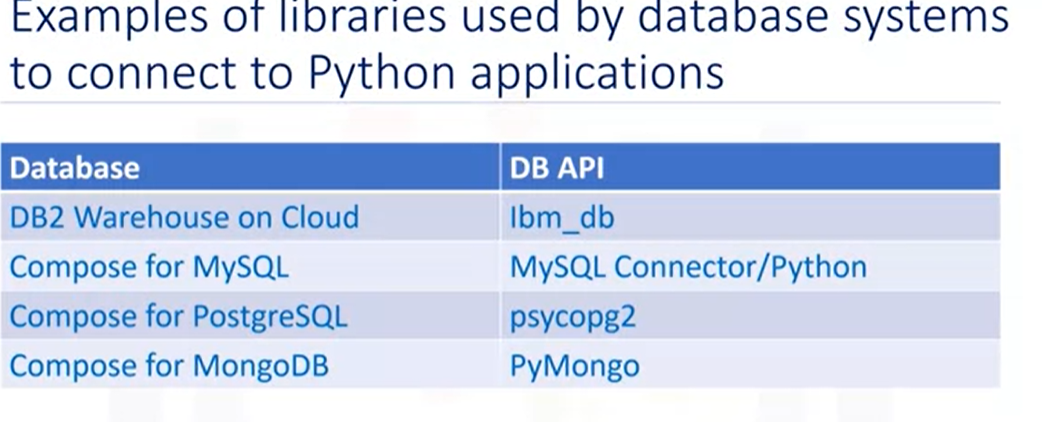 Examples of libraries used by database systems
to connect to Python applications
Database DB API
DB2 Warehouse on Cloud Ibm_db
Compose for MySQL MySQL Connector/Python
Compose for PostgreSQL psycopg2
Compose for MongoDB PyMongo